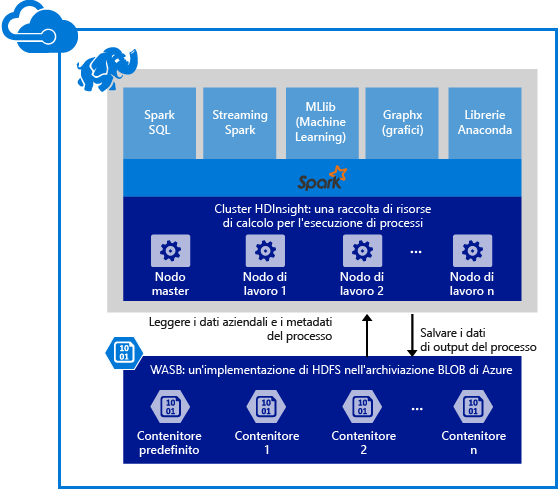 Spark
SQL
Streaming
Spark
MLlib
(Machine
Learning)
Graphx
(grafici)
Librerie
Anaconda
Spark
Cluster HDInsight: una raccolta di risorse
di calcolo per l'esecuzione di processi
...
Nodo
master
Nodo di
lavoro 1
Nodo di
lavoro 2
Nodo di
lavoro n
Leggere i dati aziendali e i metadati
del processo
Salvare i dati
di output del processo
10
01
WASB: un'implementazione di HDFS nell'archiviazione BLOB di Azure
10
01
10
01
10
01
...
10
01
Contenitore
predefinito
Contenitore
1
Contenitore
2
Contenitore
n